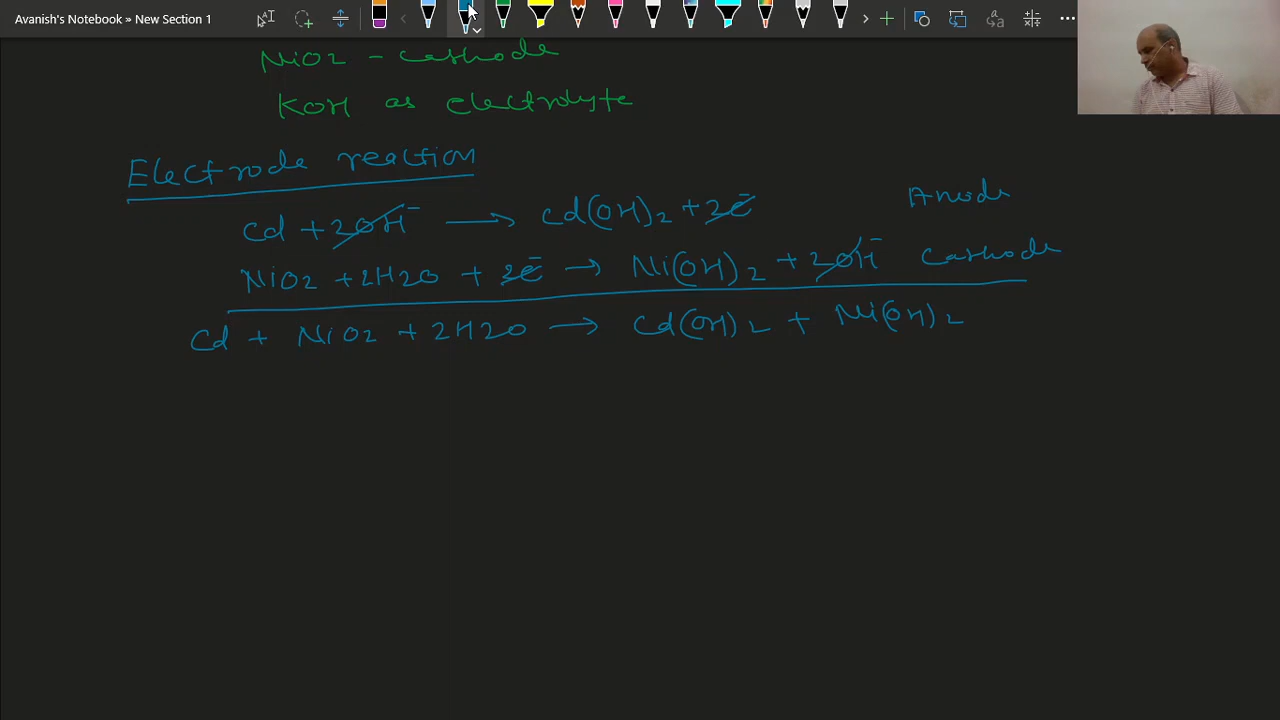 Avanish's Notebook » New Section 1
NiO2 - cathode
KOH as electrolyte
Electrode reaction
Cd + 2OH⁻ → Cd(OH)2 + 2e⁻ Anode
NiO2 + 2H2O + 2e⁻ → Ni(OH)2 + 2OH⁻ Cathode
Cd + NiO2 + 2H2O → Cd(OH)2 + Ni(OH)2